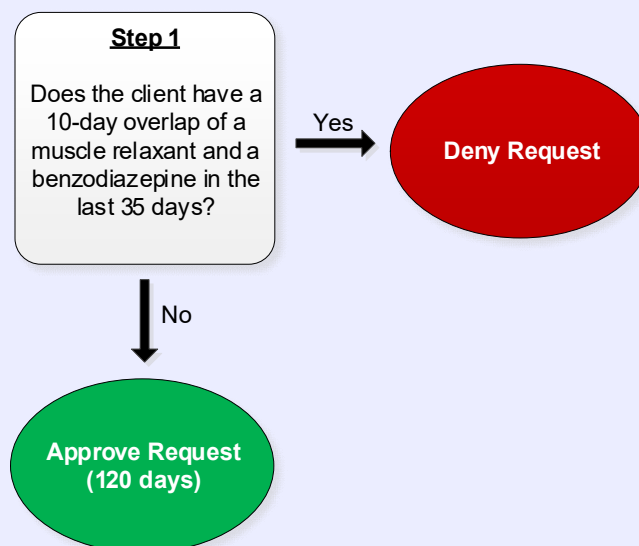 Step 1
Does the client have a
10-day overlap of a
muscle relaxant and a
benzodiazepine in the
last 35 days?
Yes
Deny Request
No
Approve Request
(120 days)